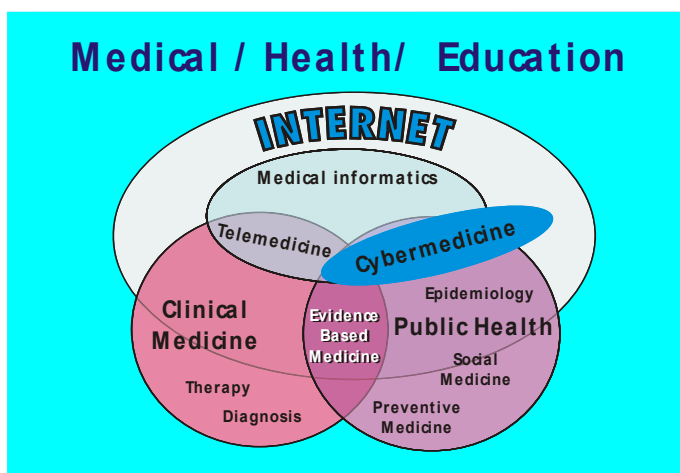 Medical / Health/ Education
INTERNET
Medical informatics
Telemedicine
Cybermedicine
Clinical
Medicine
Therapy
Diagnosis
Evidence
Based
Medicine
Epidemiology
Public Health
Social
Medicine
Preventive
Medicine